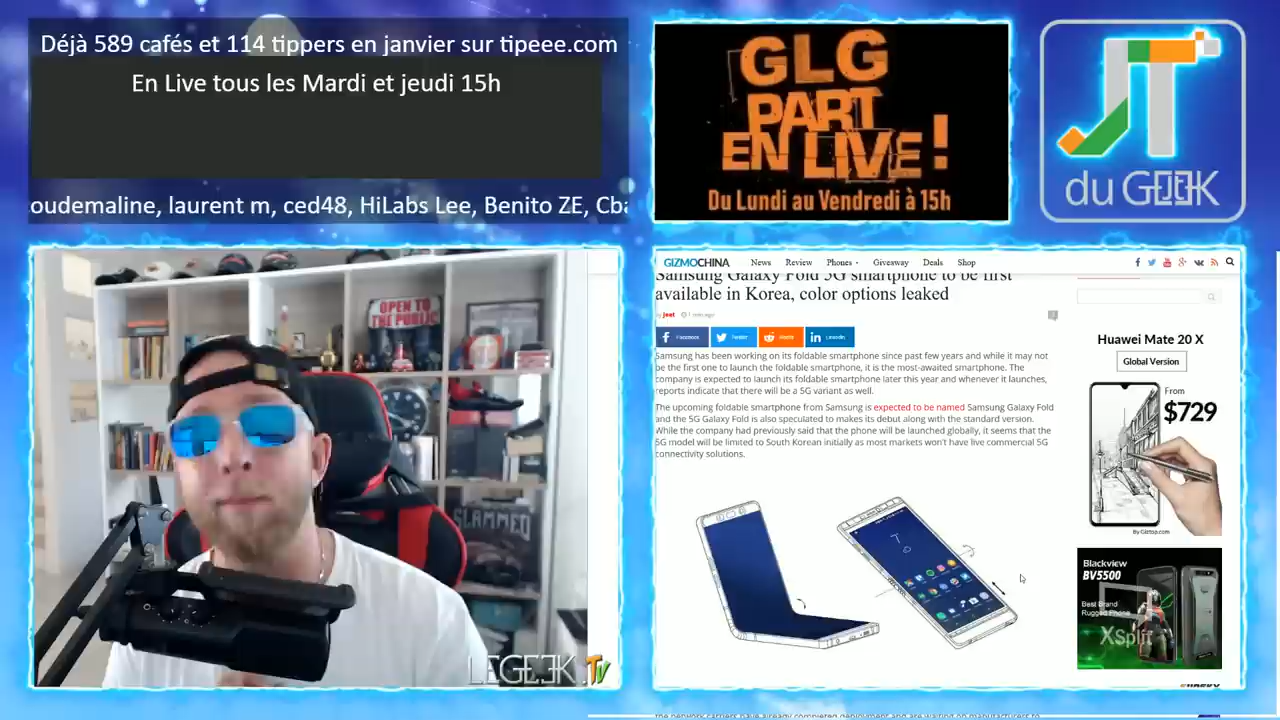 Déjà 589 cafés et 114 tippers en janvier sur tipeee.com
En Live tous les Mardi et jeudi 15h
oudemaline, laurent m, ced48, HiLabs Lee, Benito ZE, Cba
GLG
PART
EN LIVE !
Du Lundi au Vendredi à 15h
JT
du GEEK
OPEN TO
THE PUBLIC
SLAMMED
LEGEEK.TV
GIZMOCHINA News Review Phones Giveaway Deals Shop
Samsung Galaxy Fold 5G smartphone to be first
available in Korea, color options leaked
by Jeet
Facebook Twitter Reddit LinkedIn
Samsung has been working on its foldable smartphone since past few years and while it may not
be the first one to launch the foldable smartphone, it is the most-awaited smartphone. The
company is expected to launch its foldable smartphone later this year and whenever it launches,
reports indicate that there will be a 5G variant as well.
The upcoming foldable smartphone from Samsung is expected to be named Samsung Galaxy Fold
and the 5G Galaxy Fold is also speculated to makes its debut along with the standard version.
While the company had previously said that the phone will be launched globally, it seems that the
5G model will be limsted to South Korean initially as most markets won't have live commercial 5G
connectivity solutions.
Huawei Mate 20 X
Global Version
From
$729
By Giztop.com
Blackview
BV5500
Best Brand
Rugged Phone
XSplit